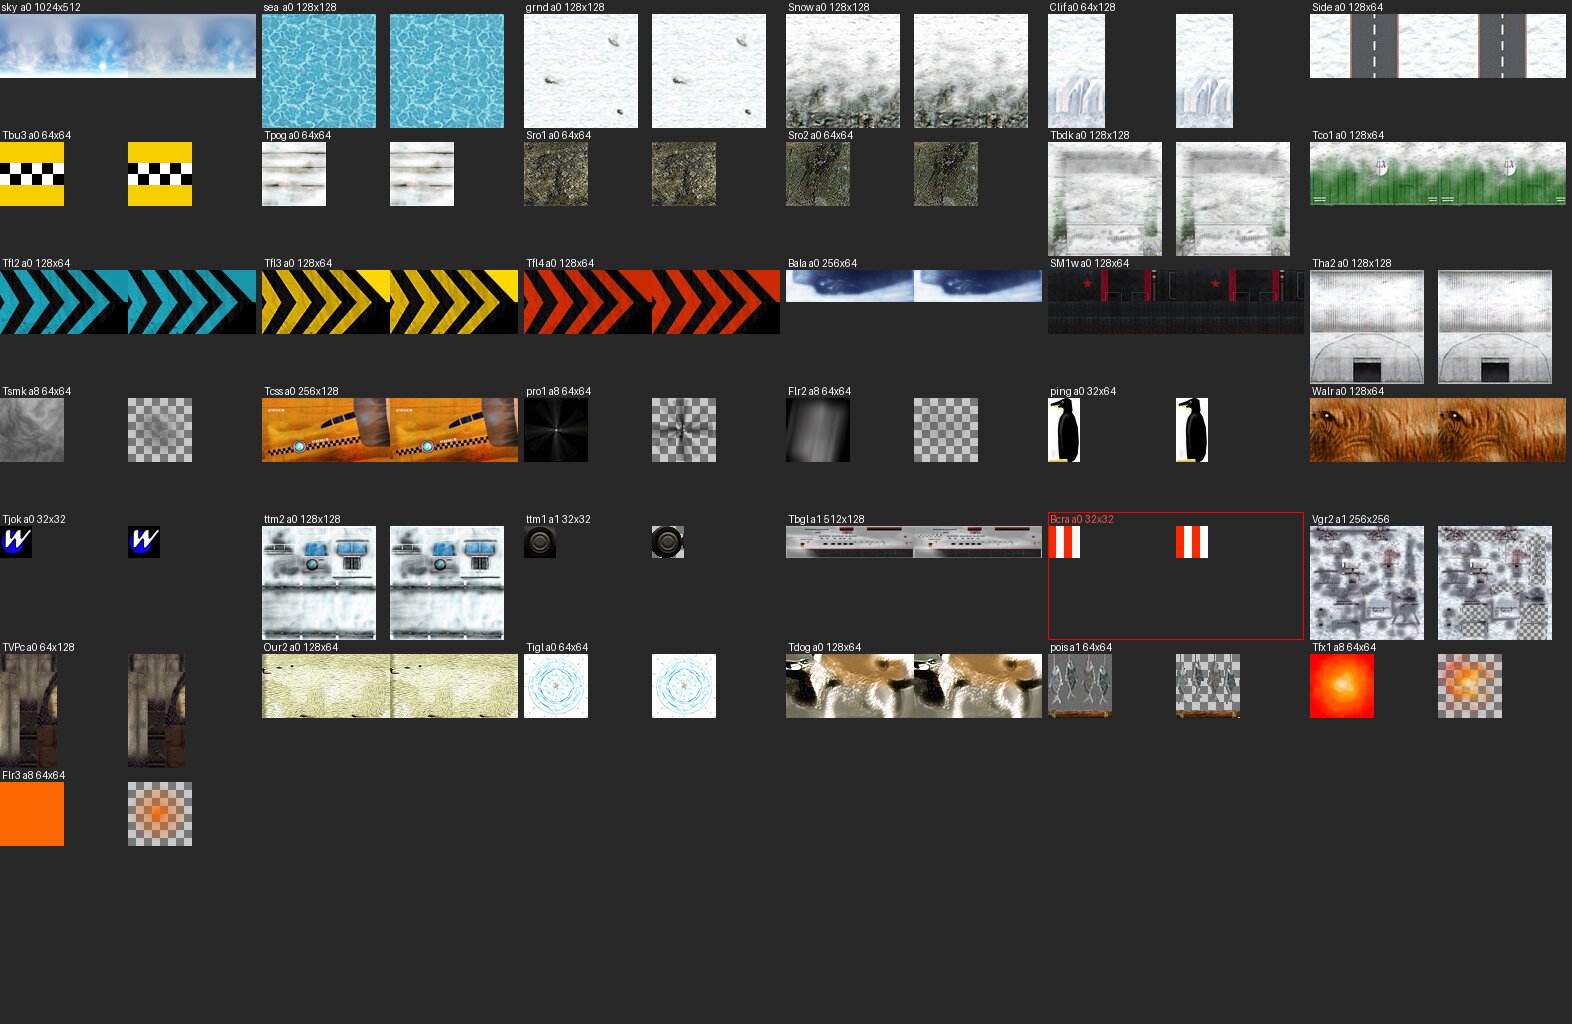 sky a0 1024x512
sea a0 128x128
grnd a0 128x128
Snow a0 128x128
Clif a0 64x128
Side a0 128x64
Tbu3 a0 64x64
Tpog a0 64x64
Sro1 a0 64x64
Sro2 a0 64x64
Tbdk a0 128x128
Tco1 a0 128x64
Tfl2 a0 128x64
Tfl3 a0 128x64
Tfl4 a0 128x64
Bala a0 256x64
SM1w a0 128x64
Tha2 a0 128x128
Tsmk a8 64x64
Tcss a0 256x128
pro1 a8 64x64
Flr2 a8 64x64
ping a0 32x64
Walr a0 128x64
Tjok a0 32x32
ttm2 a0 128x128
ttm1 a1 32x32
Tbgl a1 512x128
Bcra a0 32x32
Vgr2 a1 256x256
W W
TVPc a0 64x128
Our2 a0 128x64
Tigl a0 64x64
Tdog a0 128x64
pois a1 64x64
Tfx1 a8 64x64
Flr3 a8 64x64